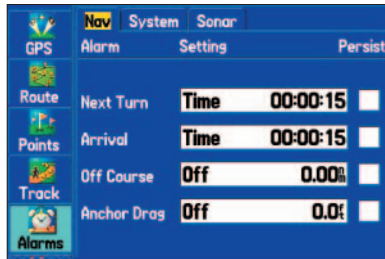 Nav System Sonar
GPS
Alarm Setting Persist
Route
Next Turn Time 00:00:15
Points
Arrival Time 00:00:15
Off Course Off 0.00
Track
Anchor Drag Off 0.0
Alarms